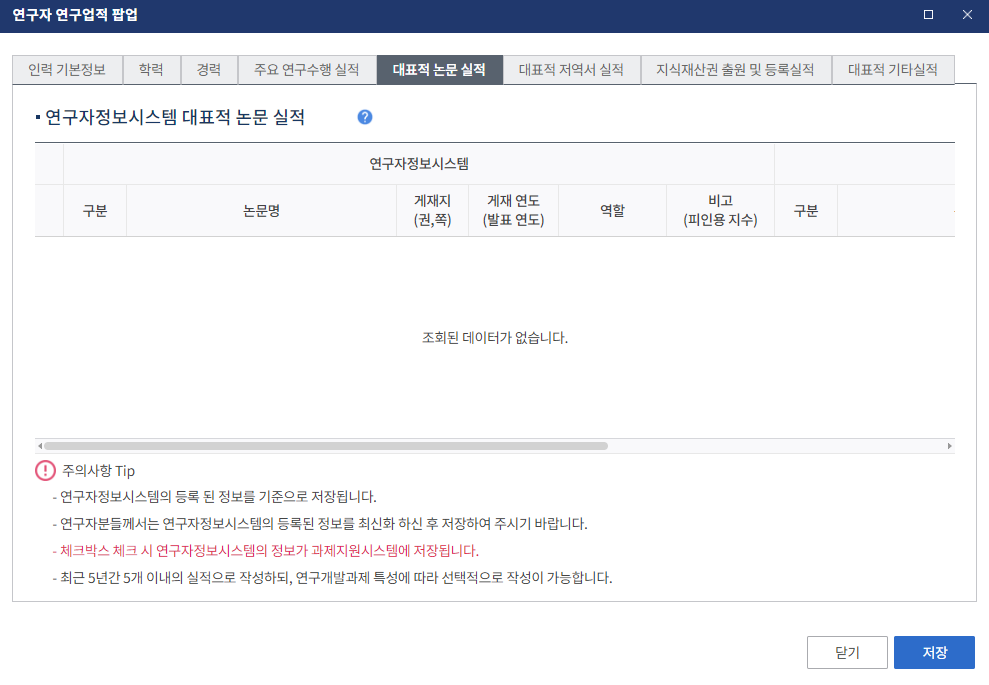 연구자 연구업적 팝업
인력 기본정보 학력 경력 주요 연구수행 실적 대표적 논문 실적 대표적 저역서 실적 지식재산권 출원 및 등록실적 대표적 기타실적
연구자정보시스템 대표적 논문 실적 ?
연구자정보시스템
구분 논문명 게재지 (권,쪽) 게재 연도 (발표 연도) 역할 비고 (피인용 지수) 구분
조회된 데이터가 없습니다.
주의사항 Tip
- 연구자정보시스템의 등록 된 정보를 기준으로 저장됩니다.
- 연구자분들께서는 연구자정보시스템의 등록된 정보를 최신화 하신 후 저장하여 주시기 바랍니다.
- 체크박스 체크 시 연구자정보시스템의 정보가 과제지원시스템에 저장됩니다.
- 최근 5년간 5개 이내의 실적으로 작성하되, 연구개발과제 특성에 따라 선택적으로 작성이 가능합니다.
닫기 저장